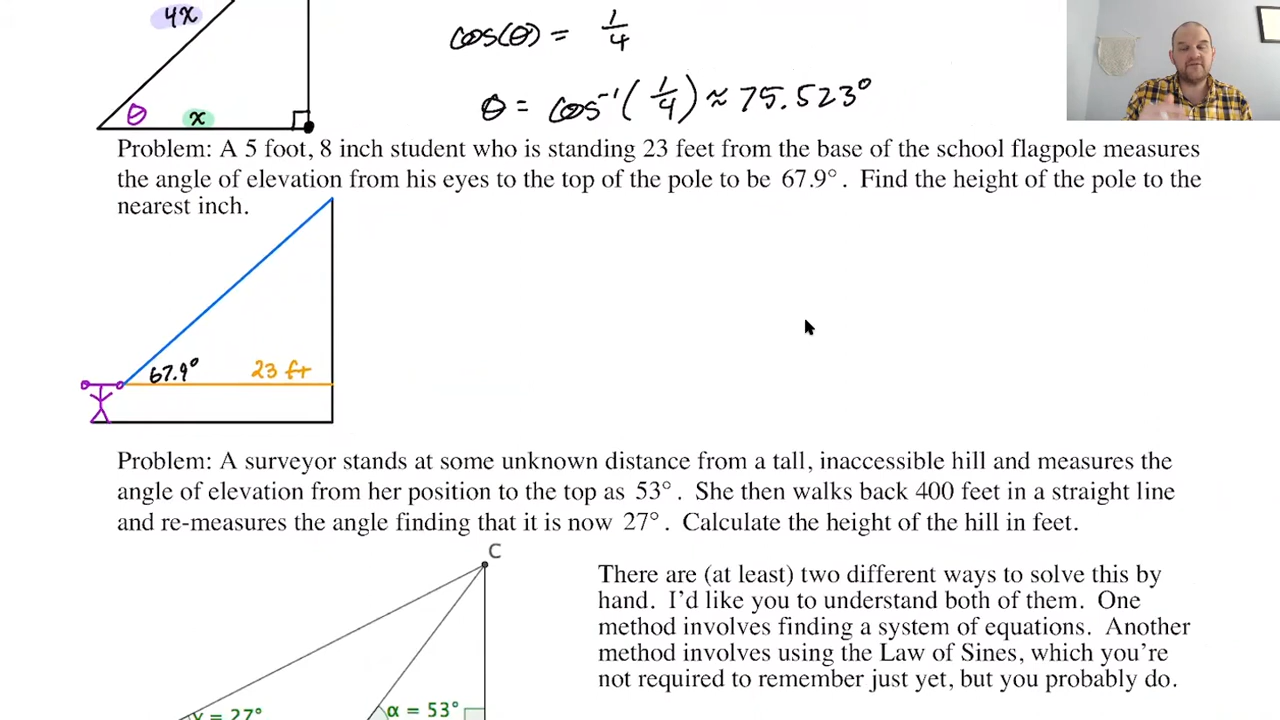 4x
cos(θ) = 1/4
θ = cos⁻¹(1/4) ≈ 75.523°
θ
x
Problem: A 5 foot, 8 inch student who is standing 23 feet from the base of the school flagpole measures
the angle of elevation from his eyes to the top of the pole to be 67.9°. Find the height of the pole to the
nearest inch.
67.9°
23 ft
Problem: A surveyor stands at some unknown distance from a tall, inaccessible hill and measures the
angle of elevation from her position to the top as 53°. She then walks back 400 feet in a straight line
and re-measures the angle finding that it is now 27°. Calculate the height of the hill in feet.
C
There are (at least) two different ways to solve this by
hand. I'd like you to understand both of them. One
method involves finding a system of equations. Another
method involves using the Law of Sines, which you're
not required to remember just yet, but you probably do.
α = 53°
= 27°